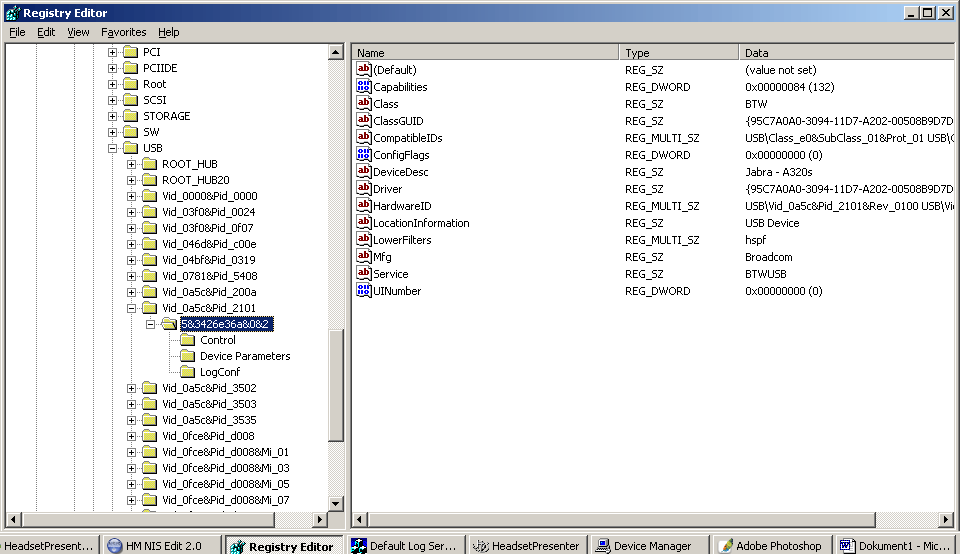 Registry Editor
File Edit View Favorites Help
PCI
PCIIDE
Root
SCSI
STORAGE
SW
USB
ROOT_HUB
ROOT_HUB20
Vid_0000&Pid_0000
Vid_03f0&Pid_0024
Vid_03f0&Pid_0f07
Vid_046d&Pid_c00e
Vid_04bf&Pid_0319
Vid_0781&Pid_5408
Vid_0a5c&Pid_200a
Vid_0a5c&Pid_2101
5&3426e36a&0&2
Control
Device Parameters
LogConf
Vid_0a5c&Pid_3502
Vid_0a5c&Pid_3503
Vid_0a5c&Pid_3535
Vid_0fce&Pid_d008
Vid_0fce&Pid_d008&Mi_01
Vid_0fce&Pid_d008&Mi_03
Vid_0fce&Pid_d008&Mi_05
Vid_0fce&Pid_d008&Mi_07
Name Type Data
(Default) REG_SZ (value not set)
Capabilities REG_DWORD 0x00000084 (132)
Class REG_SZ BTW
ClassGUID REG_SZ {95C7A0A0-3094-11D7-A202-00508B9D7D
CompatibleIDs REG_MULTI_SZ USB\Class_e0&SubClass_01&Prot_01 USB\C
ConfigFlags REG_DWORD 0x00000000 (0)
DeviceDesc REG_SZ Jabra - A320s
Driver REG_SZ {95C7A0A0-3094-11D7-A202-00508B9D7D
HardwareID REG_MULTI_SZ USB\Vid_0a5c&Pid_2101&Rev_0100 USB\Vi
LocationInformation REG_SZ USB Device
LowerFilters REG_MULTI_SZ hspf
Mfg REG_SZ Broadcom
Service REG_SZ BTWUSB
UINumber REG_DWORD 0x00000000 (0)
HeadsetPresent... HM NIS Edit 2.0 Registry Editor Default Log Ser... HeadsetPresenter Device Manager Adobe Photoshop Dokument1 - Mic...